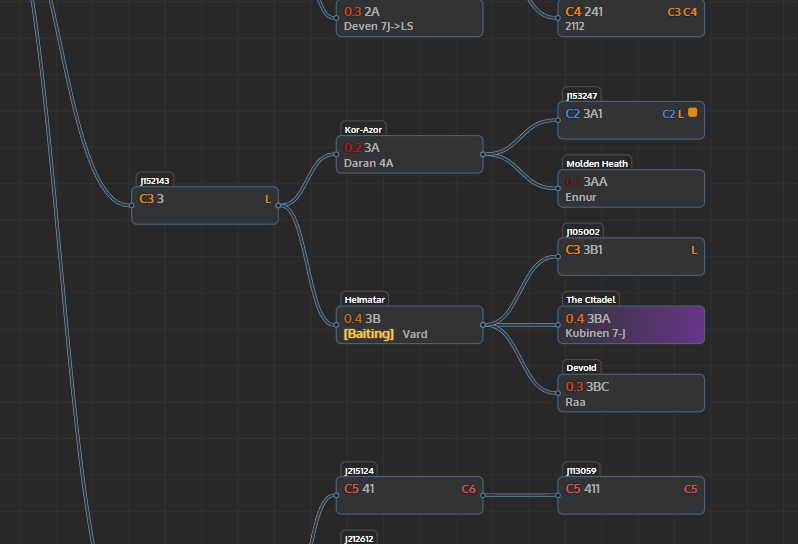 0.3 2A
Deven 7J->LS
C4 241 C3 C4
2112
J153247
C2 3A1 C2 L
Kor-Azor
0.2 3A
Daran 4A
Molden Heath
3AA
Ennur
J152143
C3 3 L
J105002
C3 3B1 L
Heimatar
0.4 3B
[Baiting] Vard
The Citadel
0.4 3BA
Kubinen 7-J
Devoid
0.3 3BC
Raa
J215124
C5 41 C6
J113059
C5 411 C5
J212612